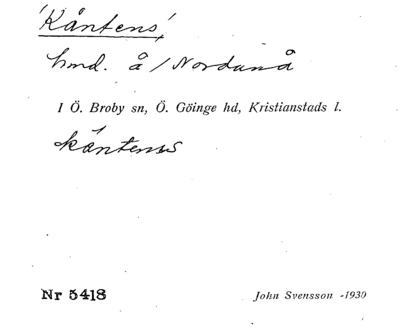 'Kåntens',
hmd. å / Nordanå
I Ö. Broby sn, Ö. Göinge hd, Kristianstads l.
kåntens
Nr 5418
John Svensson -1930